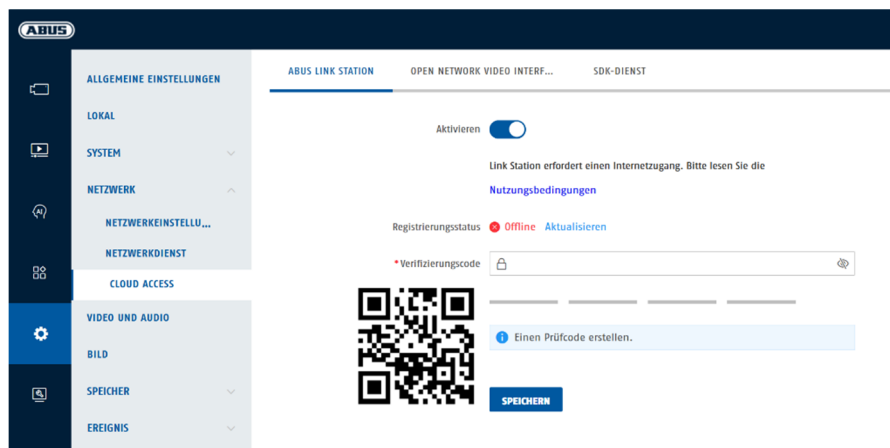 ABUS
ALLGEMEINE EINSTELLUNGEN
LOKAL
SYSTEM
NETZWERK
NETZWERKEINSTELLU...
NETZWERKDIENST
CLOUD ACCESS
VIDEO UND AUDIO
BILD
SPEICHER
EREIGNIS
AI
ABUS LINK STATION
OPEN NETWORK VIDEO INTERF...
SDK-DIENST
Aktivieren
Link Station erfordert einen Internetzugang. Bitte lesen Sie die
Nutzungsbedingungen
Registrierungsstatus Offline Aktualisieren
*Verifizierungscode
Einen Prüfcode erstellen.
SPEICHERN